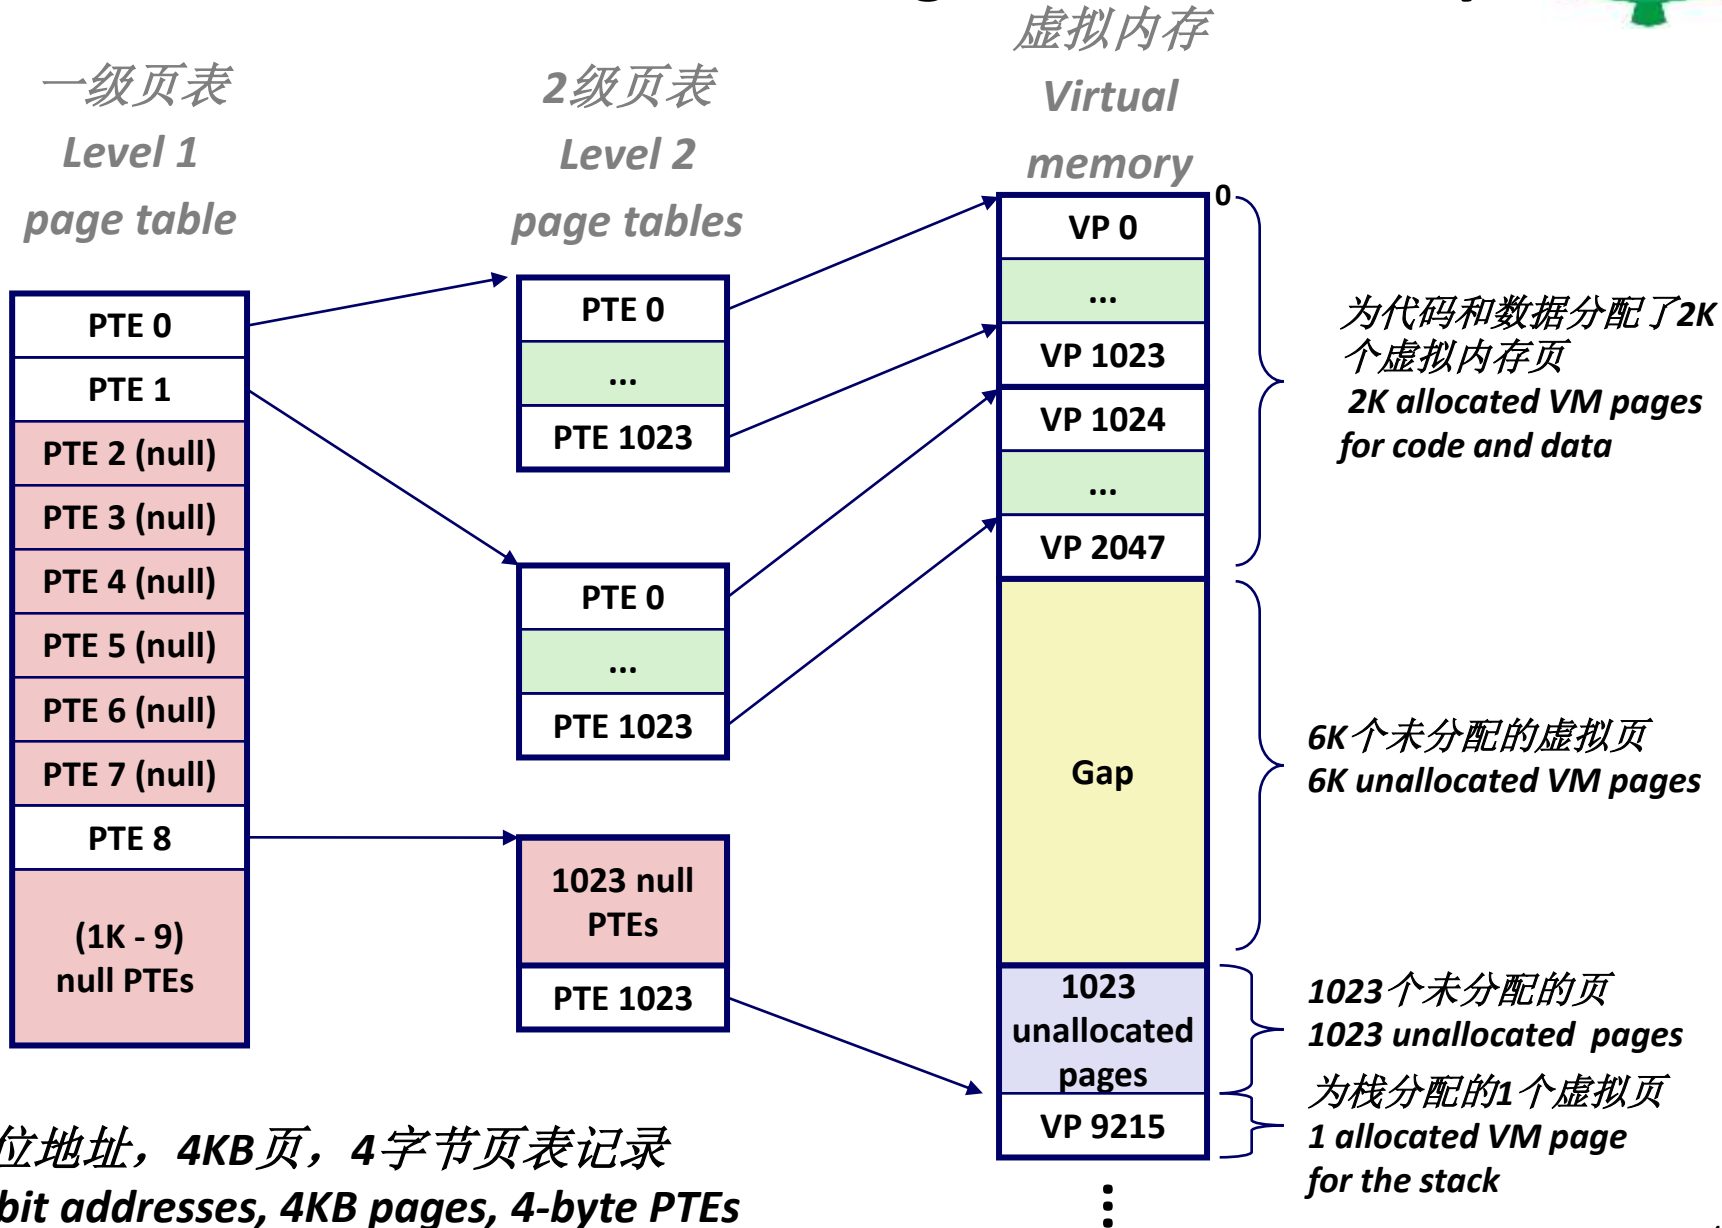 虚拟内存
Virtual
memory
一级页表
Level 1
page table
2级页表
Level 2
page tables
PTE 0
PTE 1
PTE 2 (null)
PTE 3 (null)
PTE 4 (null)
PTE 5 (null)
PTE 6 (null)
PTE 7 (null)
PTE 8
(1K - 9)
null PTEs
PTE 0
...
PTE 1023
PTE 0
...
PTE 1023
1023 null
PTEs
PTE 1023
0
VP 0
...
VP 1023
VP 1024
...
VP 2047
Gap
1023
unallocated
pages
VP 9215
⋮
为代码和数据分配了2K
个虚拟内存页
2K allocated VM pages
for code and data
6K个未分配的虚拟页
6K unallocated VM pages
1023个未分配的页
1023 unallocated pages
为栈分配的1个虚拟页
1 allocated VM page
for the stack
位地址，4KB页，4字节页表记录
bit addresses, 4KB pages, 4-byte PTEs